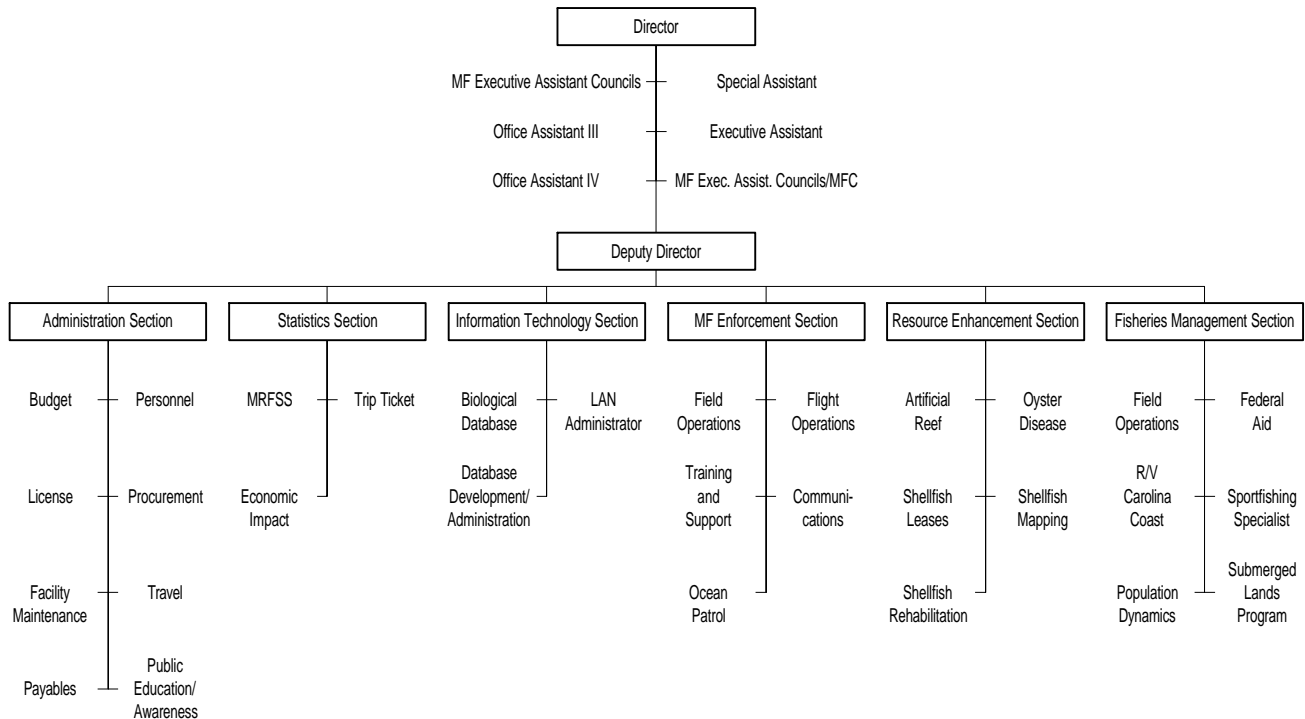 Director
MF Executive Assistant Councils
Special Assistant
Office Assistant III
Executive Assistant
Office Assistant IV
MF Exec. Assist. Councils/MFC
Deputy Director
Administration Section
Statistics Section
Information Technology Section
MF Enforcement Section
Resource Enhancement Section
Fisheries Management Section
Budget
Personnel
License
Procurement
Facility
Maintenance
Travel
Payables
Public
Education/
Awareness
MRFSS
Trip Ticket
Economic
Impact
Biological
Database
LAN
Administrator
Database
Development/
Administration
Field
Operations
Flight
Operations
Training
and
Support
Communi-
cations
Ocean
Patrol
Artificial
Reef
Oyster
Disease
Shellfish
Leases
Shellfish
Mapping
Shellfish
Rehabilitation
Field
Operations
Federal
Aid
R/V
Carolina
Coast
Sportfishing
Specialist
Population
Dynamics
Submerged
Lands
Program